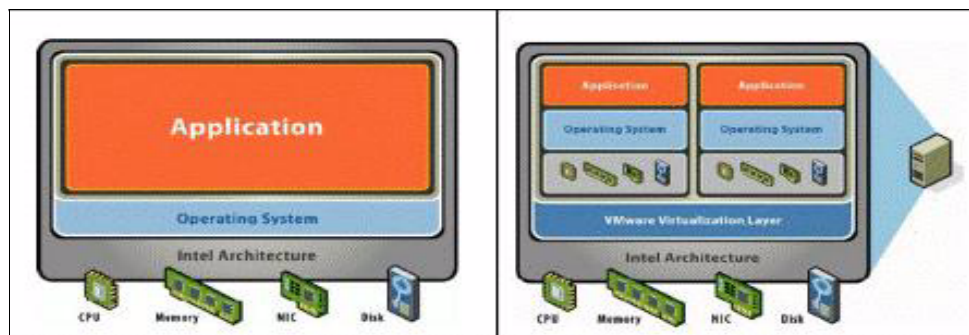 Application
Operating System
Intel Architecture
CPU
Memory
NIC
Disk
Application
Application
Operating System
Operating System
VMware Virtualization Layer
Intel Architecture
CPU
Memory
NIC
Disk